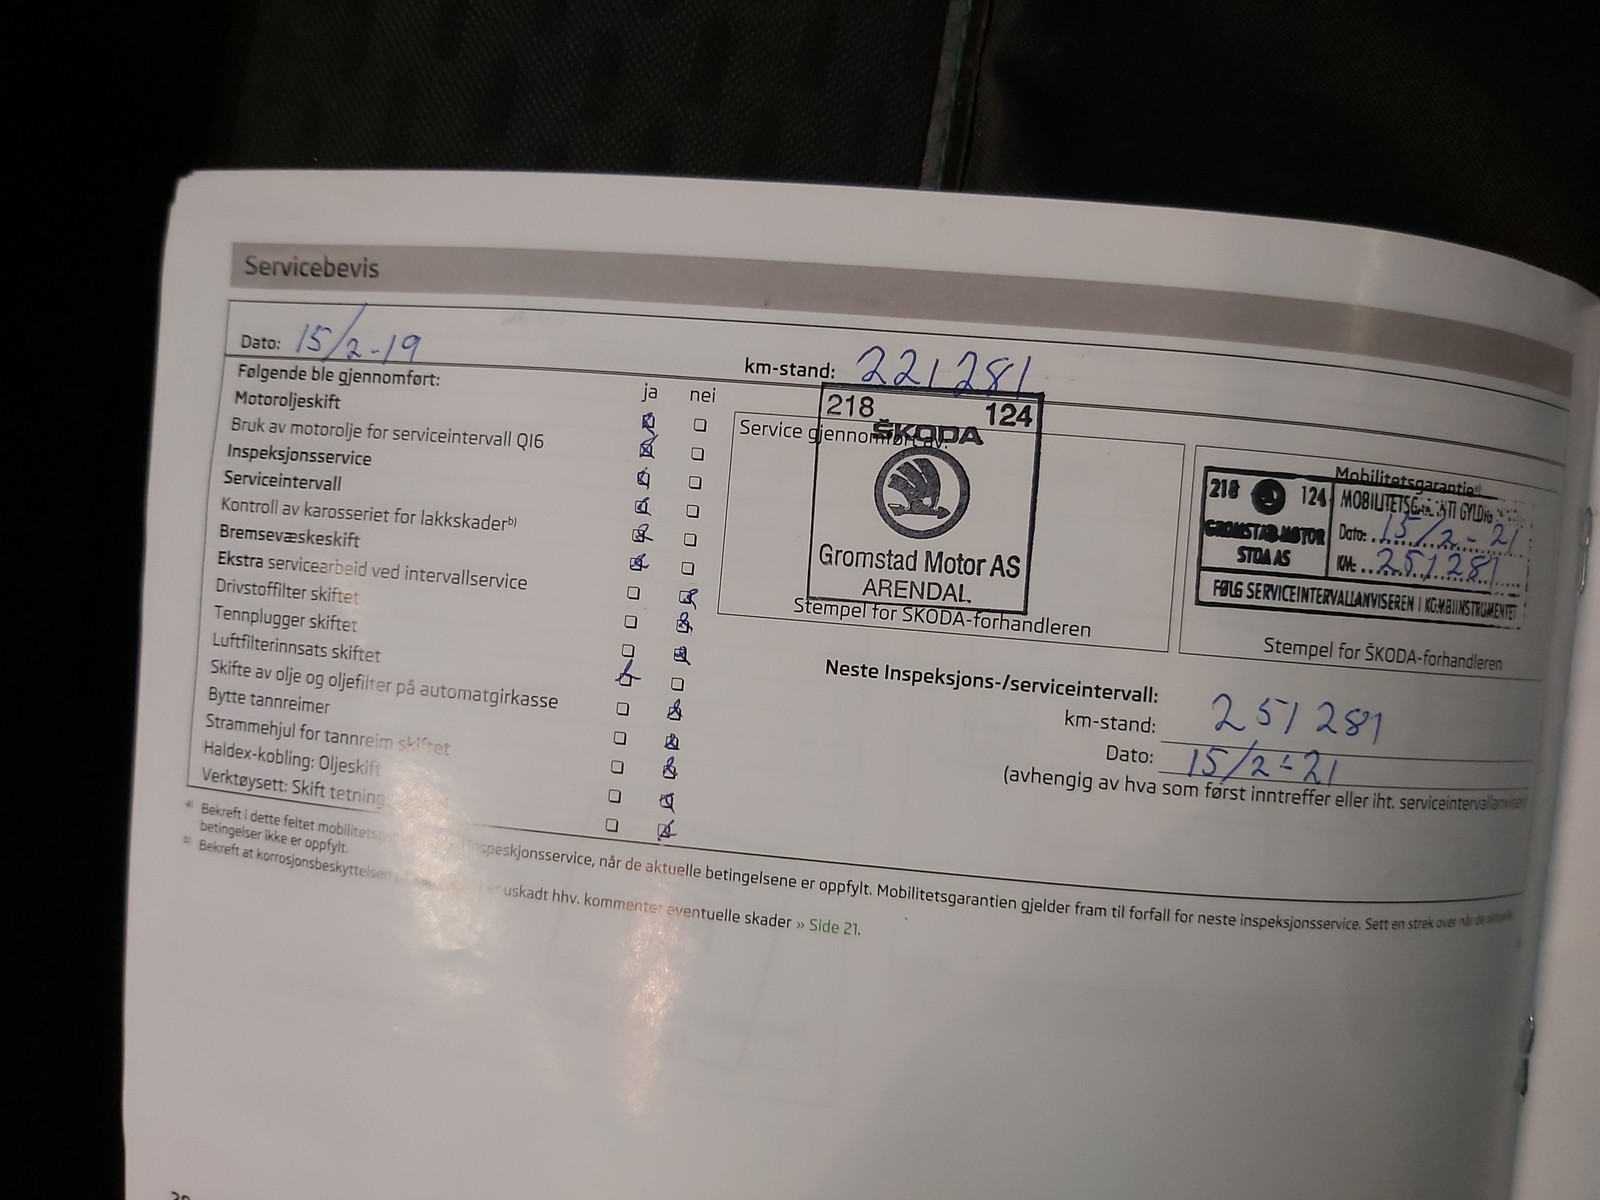 Servicebevis
Dato: 15/2-19
km-stand: 221281
Følgende ble gjennomført:
ja nei
Motoroljeskift
Bruk av motorolje for serviceintervall QI6
Inspeksjonsservice
Serviceintervall
Kontroll av karosseriet for lakkskader b)
Bremsevæskeskift
Ekstra servicearbeid ved intervallservice
Drivstoffilter skiftet
Tennplugger skiftet
Luftfilterinnsats skiftet
Skifte av olje og oljefilter på automatgirkasse
Bytte tannreimer
Strammehjul for tannreim skiftet
Haldex-kobling: Oljeskift
Verktøysett: Skift tetning
Service gjennomført av:
218 124
ŠKODA
Gromstad Motor AS
ARENDAL
Stempel for ŠKODA-forhandleren
Mobilitetsgaranti a)
218 124
GROMSTAD MOTOR
STOA AS
MOBILITETSGARANTI GYLDIG
Dato: 15/2-21
KM: 251281
FØLG SERVICEINTERVALLANVISEREN I KOMBIINSTRUMENTET
Stempel for ŠKODA-forhandleren
Neste Inspeksjons-/serviceintervall:
km-stand: 251281
Dato: 15/2-21
(avhengig av hva som først inntreffer eller iht. serviceintervallanviser)
a) Bekreft i dette feltet inspeskjonsservice, når de aktuelle betingelsene er oppfylt. Mobilitetsgarantien gjelder fram til forfall for neste inspeksjonsservice. Sett en strek over når de
betingelser ikke er oppfylt.
b) Bekreft at korrosjonsbeskyttelsen er uskadt hhv. kommenter eventuelle skader » Side 21.